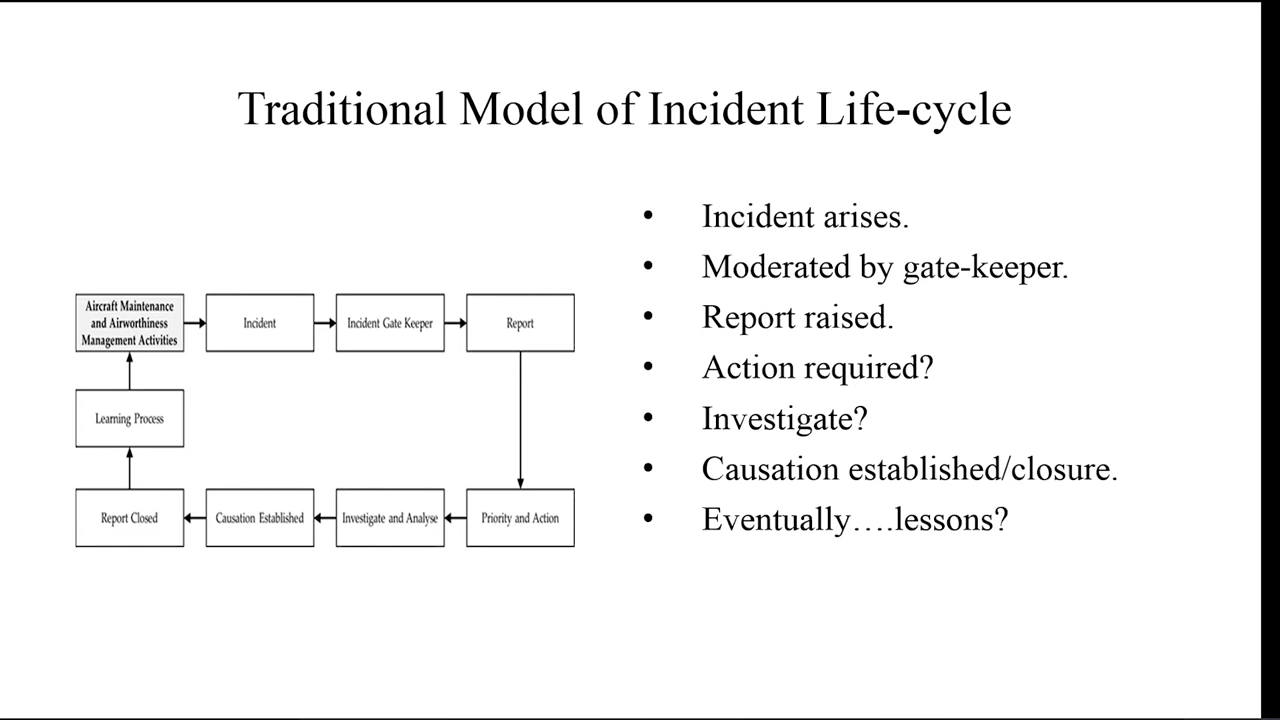 Traditional Model of Incident Life-cycle
Aircraft Maintenance
and Airworthiness
Management Activities
Incident
Incident Gate Keeper
Report
Learning Process
Report Closed
Causation Established
Investigate and Analyse
Priority and Action
• Incident arises.
• Moderated by gate-keeper.
• Report raised.
• Action required?
• Investigate?
• Causation established/closure.
• Eventually….lessons?